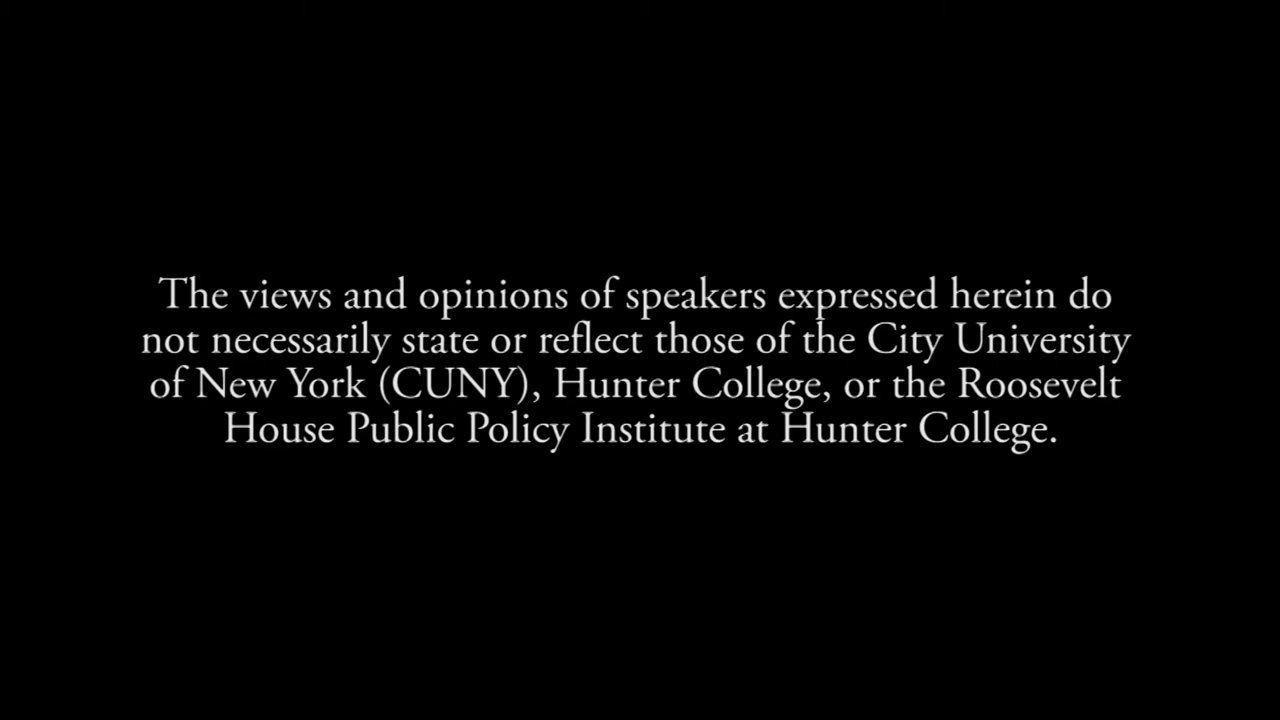 The views and opinions of speakers expressed herein do
not necessarily state or reflect those of the City University
of New York (CUNY), Hunter College, or the Roosevelt
House Public Policy Institute at Hunter College.